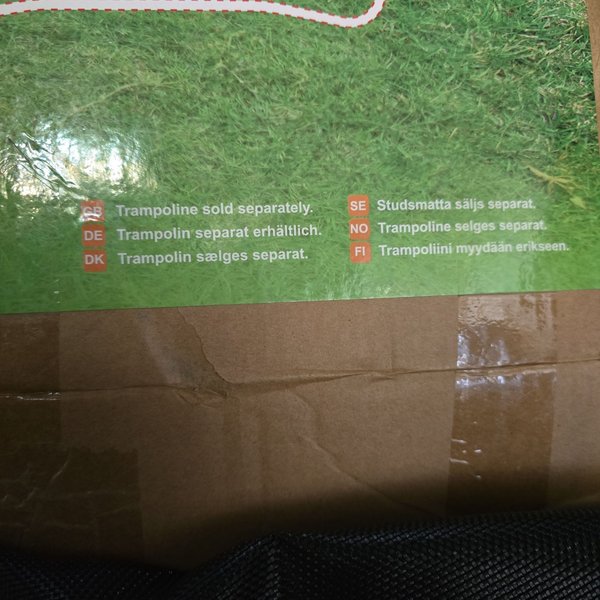 GB Trampoline sold separately.
DE Trampolin separat erhältlich.
DK Trampolin sælges separat.
SE Studsmatta säljs separat.
NO Trampoline selges separat.
FI Trampoliini myydään erikseen.